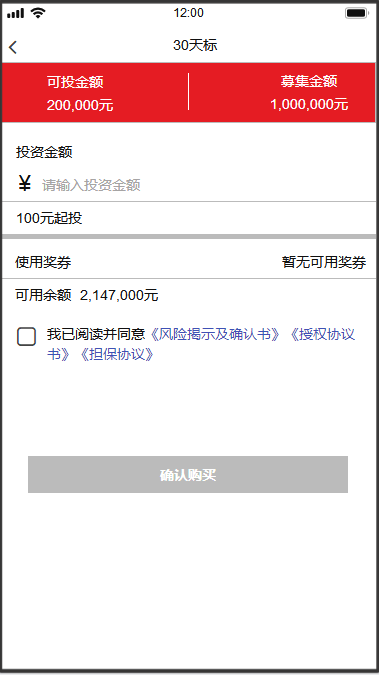 12:00
30天标
可投金额 募集金额
200,000元 1,000,000元
投资金额
¥ 请输入投资金额
100元起投
使用奖券 暂无可用奖券
可用余额 2,147,000元
我已阅读并同意《风险揭示及确认书》《授权协议
书》《担保协议》
确认购买